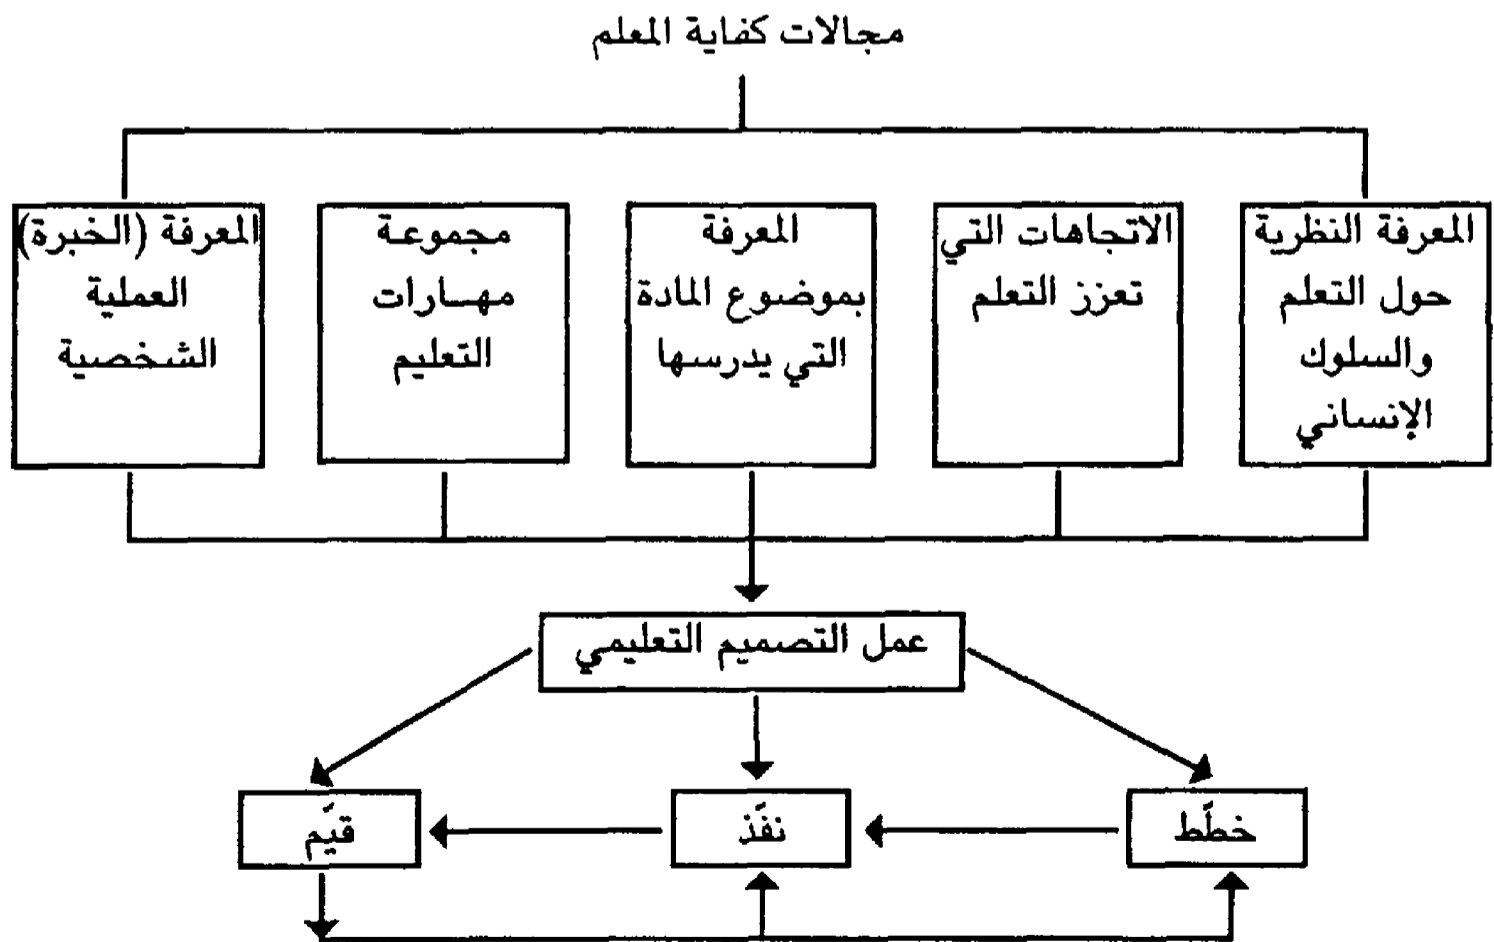 مجالات كفاية المعلم
المعرفة النظرية
حول التعلم
والسلوك
الإنساني
الاتجاهات التي
تعزز التعلم
المعرفة
بموضوع المادة
التي يدرسها
مجموعة
مهارات
التعليم
المعرفة (الخبرة)
العملية
الشخصية
عمل التصميم التعليمي
خطَّط
نفَّذ
قيَّم